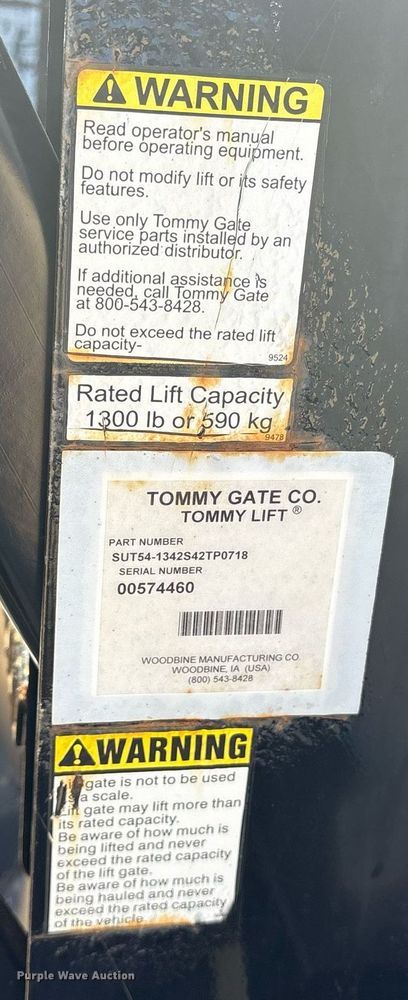 WARNING
Read operator's manual
before operating equipment.
Do not modify lift or its safety
features.
Use only Tommy Gate
service parts installed by an
authorized distributor.
If additional assistance is
needed, call Tommy Gate
at 800-543-8428.
Do not exceed the rated lift
capacity-
9524
Rated Lift Capacity
1300 lb or 590 kg
9478
TOMMY GATE CO.
TOMMY LIFT ®
PART NUMBER
SUT54-1342S42TP0718
SERIAL NUMBER
00574460
WOODBINE MANUFACTURING CO
WOODBINE, IA (USA)
(800) 543-8428
WARNING
gate is not to be used
a scale.
Lift gate may lift more than
its rated capacity.
Be aware of how much is
being lifted and never
exceed the rated capacity
of the lift gate.
Be aware of how much is
being hauled and never
exceed the rated capacity
of the vehicle.
Purple Wave Auction